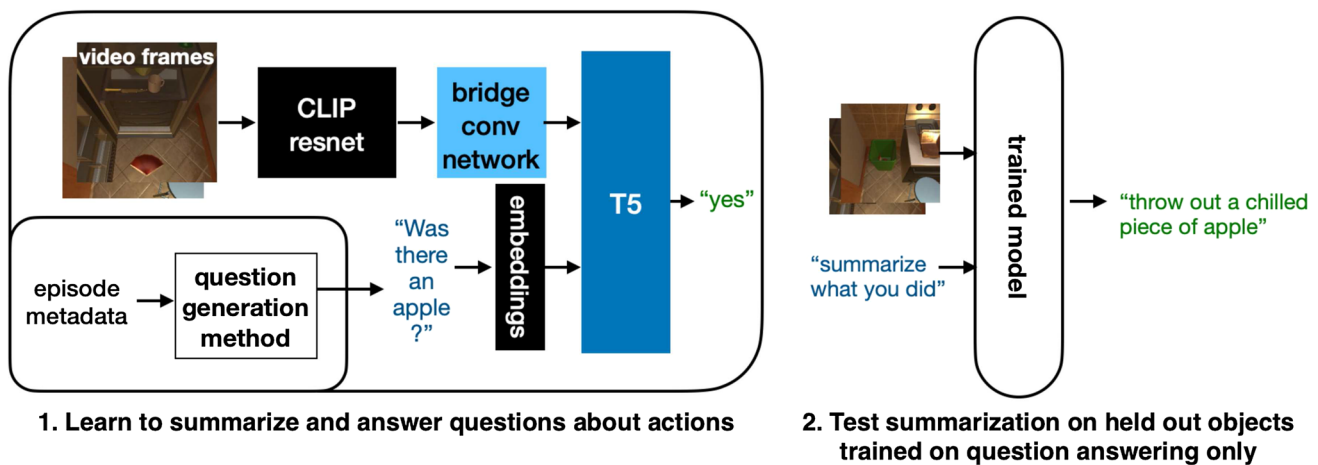 video frames
CLIP
resnet
bridge
conv
network
T5
"yes"
embeddings
"Was
there
an
apple
?"
episode
metadata
question
generation
method
1. Learn to summarize and answer questions about actions
trained model
"summarize
what you did"
"throw out a chilled
piece of apple"
2. Test summarization on held out objects
trained on question answering only